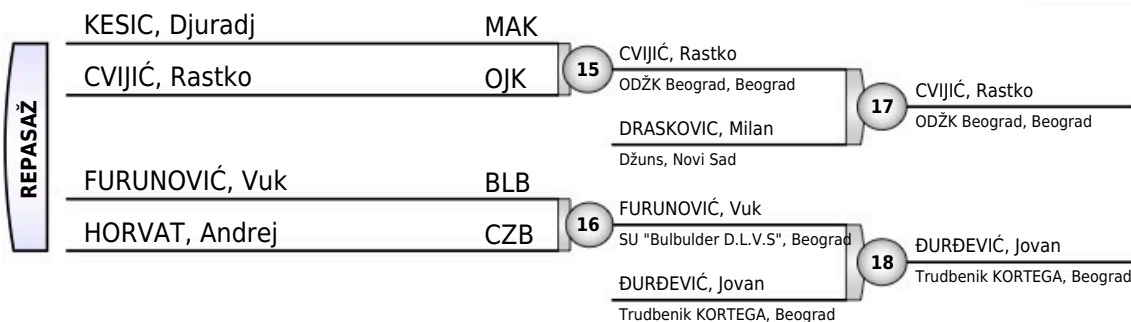 REPASAŽ
KESIC, Djuradj MAK
CVIJIĆ, Rastko OJK
15
CVIJIĆ, Rastko
ODŽK Beograd, Beograd
DRASKOVIC, Milan
Džuns, Novi Sad
17
CVIJIĆ, Rastko
ODŽK Beograd, Beograd
FURUNOVIĆ, Vuk BLB
HORVAT, Andrej CZB
16
FURUNOVIĆ, Vuk
SU "Bulbulder D.L.V.S", Beograd
ĐURĐEVIĆ, Jovan
Trudbenik KORTEGA, Beograd
18
ĐURĐEVIĆ, Jovan
Trudbenik KORTEGA, Beograd